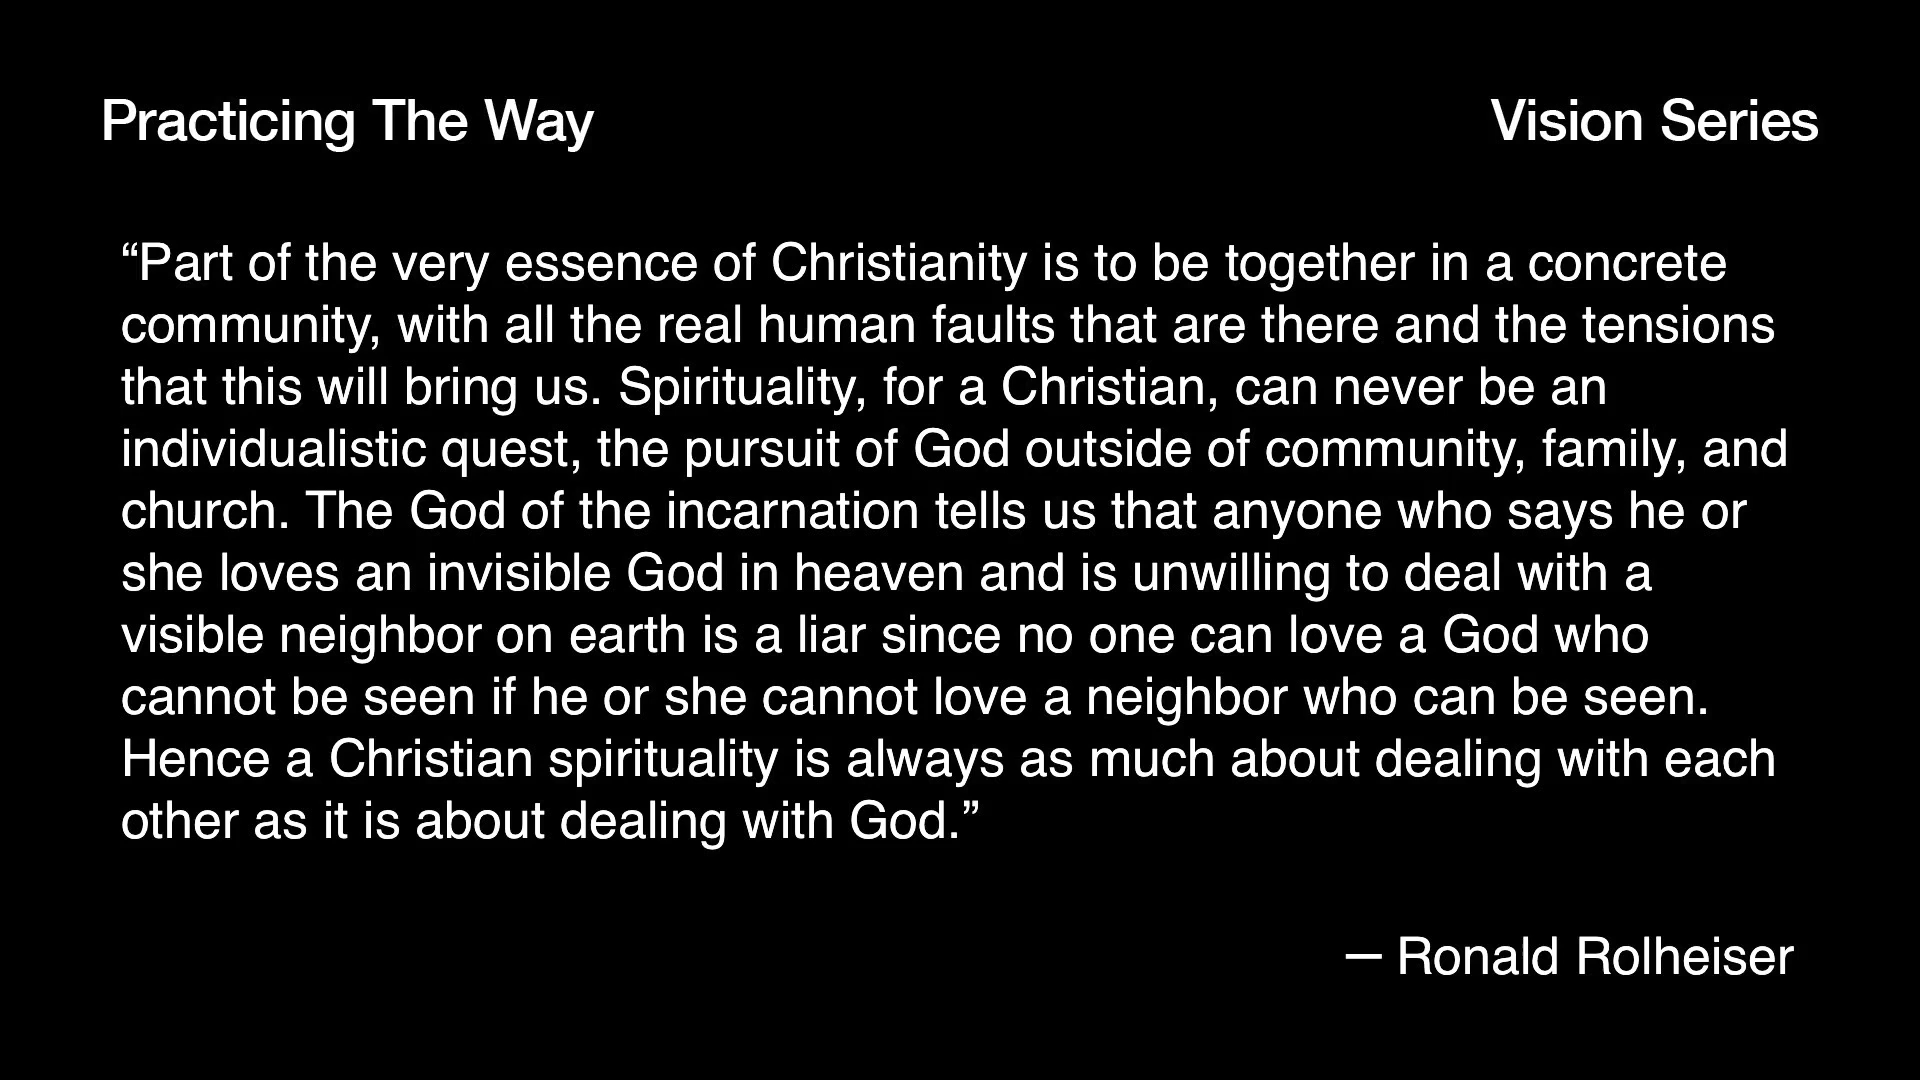 Practicing The Way
Vision Series
“Part of the very essence of Christianity is to be together in a concrete
community, with all the real human faults that are there and the tensions
that this will bring us. Spirituality, for a Christian, can never be an
individualistic quest, the pursuit of God outside of community, family, and
church. The God of the incarnation tells us that anyone who says he or
she loves an invisible God in heaven and is unwilling to deal with a
visible neighbor on earth is a liar since no one can love a God who
cannot be seen if he or she cannot love a neighbor who can be seen.
Hence a Christian spirituality is always as much about dealing with each
other as it is about dealing with God.”
— Ronald Rolheiser